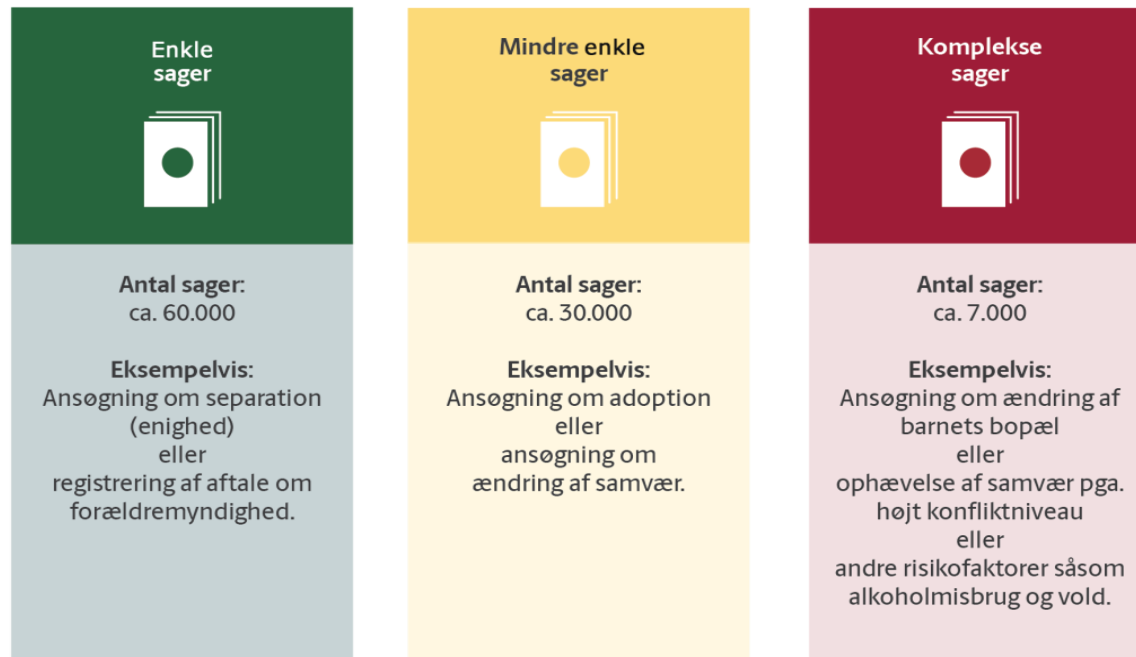 Enkle
sager
Antal sager:
ca. 60.000
Eksempelvis:
Ansøgning om separation
(enighed)
eller
registrering af aftale om
forældremyndighed.
Mindre enkle
sager
Antal sager:
ca. 30.000
Eksempelvis:
Ansøgning om adoption
eller
ansøgning om
ændring af samvær.
Komplekse
sager
Antal sager:
ca. 7.000
Eksempelvis:
Ansøgning om ændring af
barnets bopæl
eller
ophævelse af samvær pga.
højt konfliktniveau
eller
andre risikofaktorer såsom
alkoholmisbrug og vold.